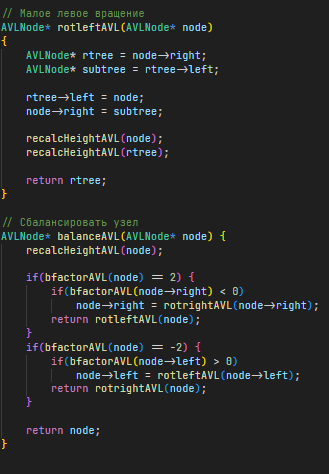 // Малое левое вращение
AVLNode* rotleftAVL(AVLNode* node)
{
    AVLNode* rtree = node->right;
    AVLNode* subtree = rtree->left;

    rtree->left = node;
    node->right = subtree;

    recalcHeightAVL(node);
    recalcHeightAVL(rtree);

    return rtree;
}

// Сбалансировать узел
AVLNode* balanceAVL(AVLNode* node) {
    recalcHeightAVL(node);

    if(bfactorAVL(node) == 2) {
        if(bfactorAVL(node->right) < 0)
            node->right = rotrightAVL(node->right);
        return rotleftAVL(node);
    }
    if(bfactorAVL(node) == -2) {
        if(bfactorAVL(node->left) > 0)
            node->left = rotleftAVL(node->left);
        return rotrightAVL(node);
    }

    return node;
}